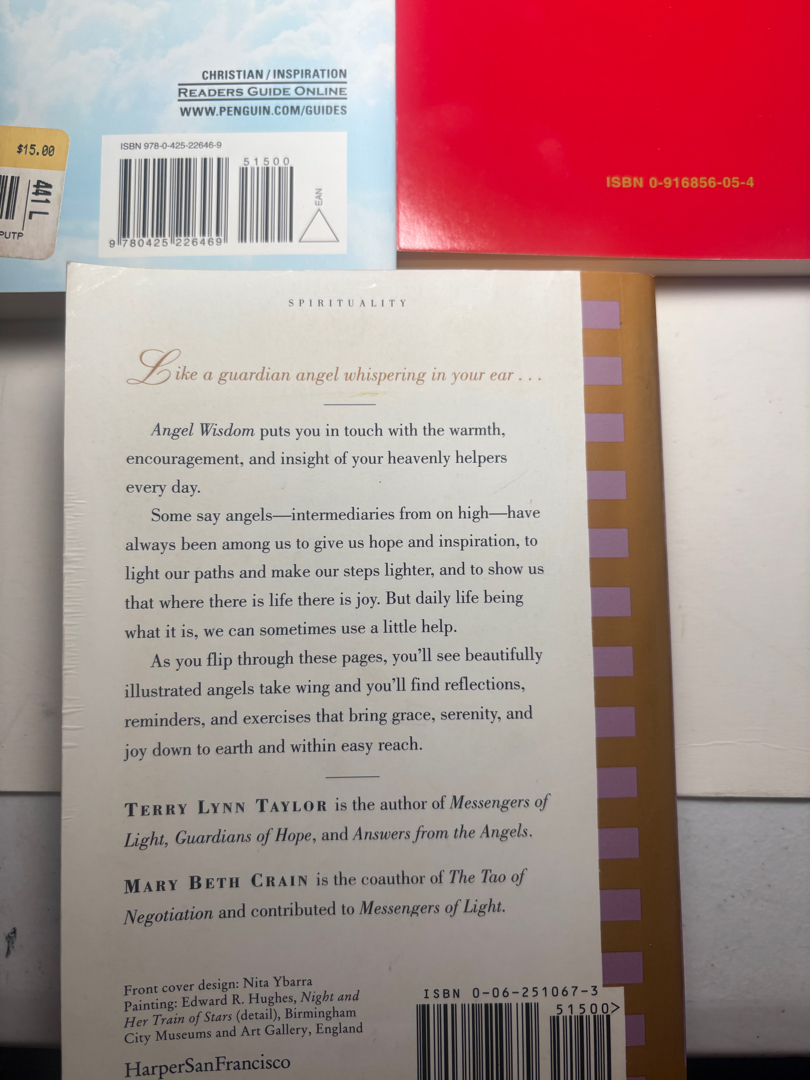 CHRISTIAN / INSPIRATION
READERS GUIDE ONLINE
WWW.PENGUIN.COM/GUIDES
$15.00
441 L
PUTP
ISBN 978-0-425-22646-9
51500
EAN
9 780425 226469
ISBN 0-916856-05-4
SPIRITUALITY
Like a guardian angel whispering in your ear . . .
Angel Wisdom puts you in touch with the warmth,
encouragement, and insight of your heavenly helpers
every day.
Some say angels—intermediaries from on high—have
always been among us to give us hope and inspiration, to
light our paths and make our steps lighter, and to show us
that where there is life there is joy. But daily life being
what it is, we can sometimes use a little help.
As you flip through these pages, you'll see beautifully
illustrated angels take wing and you'll find reflections,
reminders, and exercises that bring grace, serenity, and
joy down to earth and within easy reach.
TERRY LYNN TAYLOR is the author of Messengers of
Light, Guardians of Hope, and Answers from the Angels.
MARY BETH CRAIN is the coauthor of The Tao of
Negotiation and contributed to Messengers of Light.
Front cover design: Nita Ybarra
Painting: Edward R. Hughes, Night and
Her Train of Stars (detail), Birmingham
City Museums and Art Gallery, England
HarperSanFrancisco
ISBN 0-06-251067-3
51500>